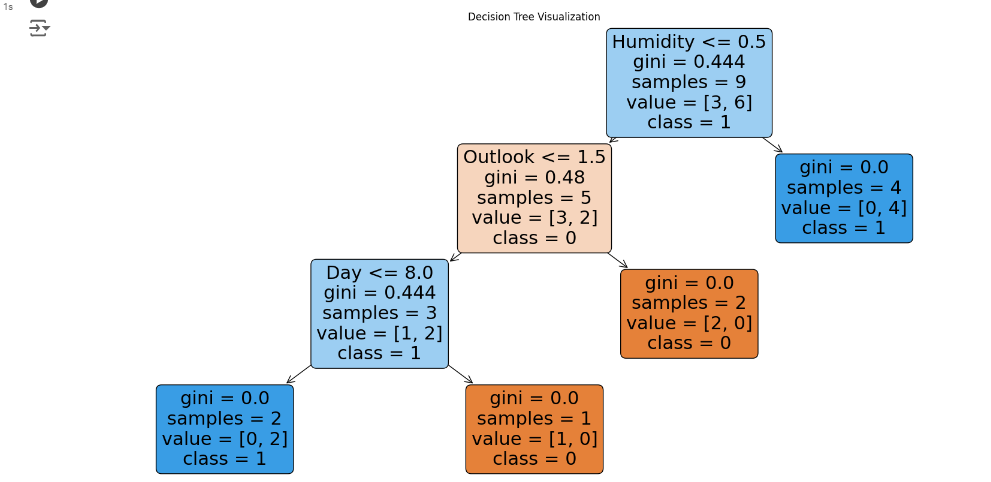 1s
Decision Tree Visualization
Humidity <= 0.5
gini = 0.444
samples = 9
value = [3, 6]
class = 1
Outlook <= 1.5
gini = 0.48
samples = 5
value = [3, 2]
class = 0
gini = 0.0
samples = 4
value = [0, 4]
class = 1
Day <= 8.0
gini = 0.444
samples = 3
value = [1, 2]
class = 1
gini = 0.0
samples = 2
value = [2, 0]
class = 0
gini = 0.0
samples = 2
value = [0, 2]
class = 1
gini = 0.0
samples = 1
value = [1, 0]
class = 0